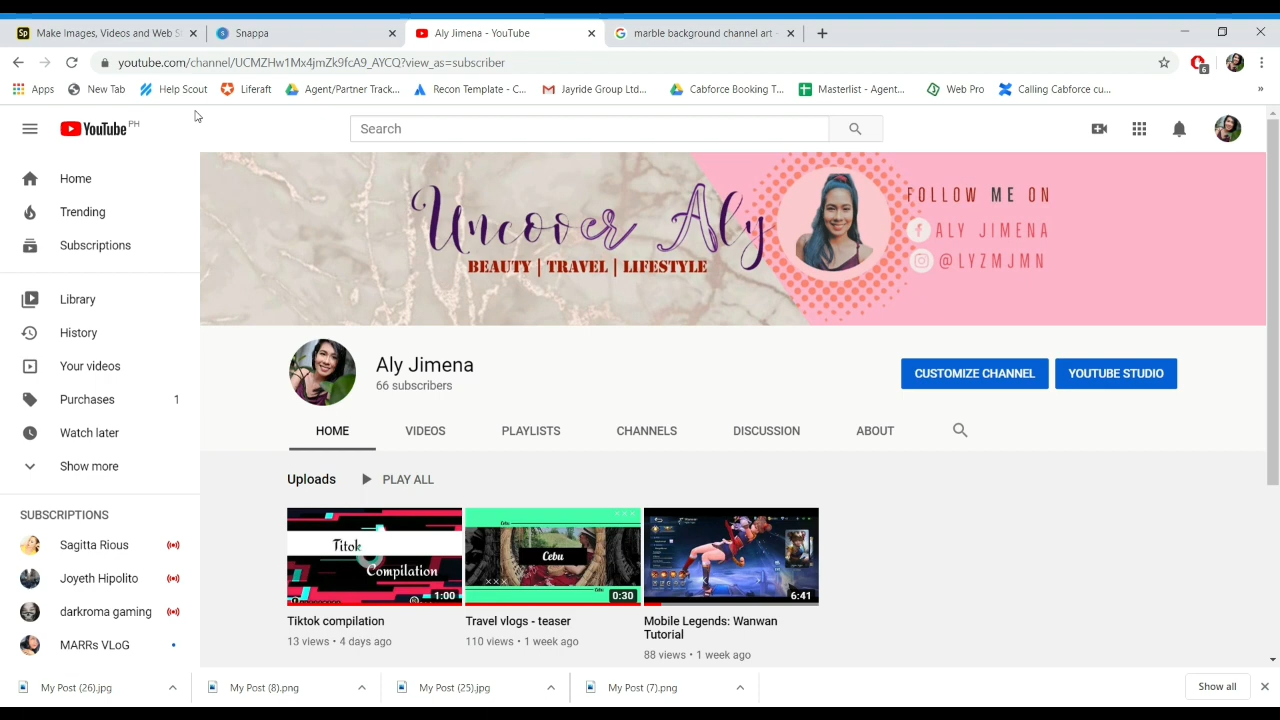 Make Images, Videos and Web S
Snappa
Aly Jimena - YouTube
marble background channel art -
youtube.com/channel/UCMZHw1Mx4jmZk9fcA9_AYCQ?view_as=subscriber
6
Apps
New Tab
Help Scout
Liferaft
Agent/Partner Track...
Recon Template - C...
Jayride Group Ltd...
Cabforce Booking T...
Masterlist - Agent...
Web Pro
Calling Cabforce cu...
»
YouTube PH
Search
Home
Trending
Subscriptions
Library
History
Your videos
Purchases 1
Watch later
Show more
SUBSCRIPTIONS
Sagitta Rious
Joyeth Hipolito
darkroma gaming
MARRs VLoG
Uncover Aly
BEAUTY | TRAVEL | LIFESTYLE
FOLLOW ME ON
ALY JIMENA
@LYZMJMN
Aly Jimena
66 subscribers
CUSTOMIZE CHANNEL
YOUTUBE STUDIO
HOME
VIDEOS
PLAYLISTS
CHANNELS
DISCUSSION
ABOUT
Uploads
PLAY ALL
Titok
Compilation
1:00
Cebu
Cebu
Cebu
0:30
6:41
Tiktok compilation
13 views • 4 days ago
Travel vlogs - teaser
110 views • 1 week ago
Mobile Legends: Wanwan
Tutorial
88 views • 1 week ago
My Post (26).jpg
My Post (8).png
My Post (25).jpg
My Post (7).png
Show all